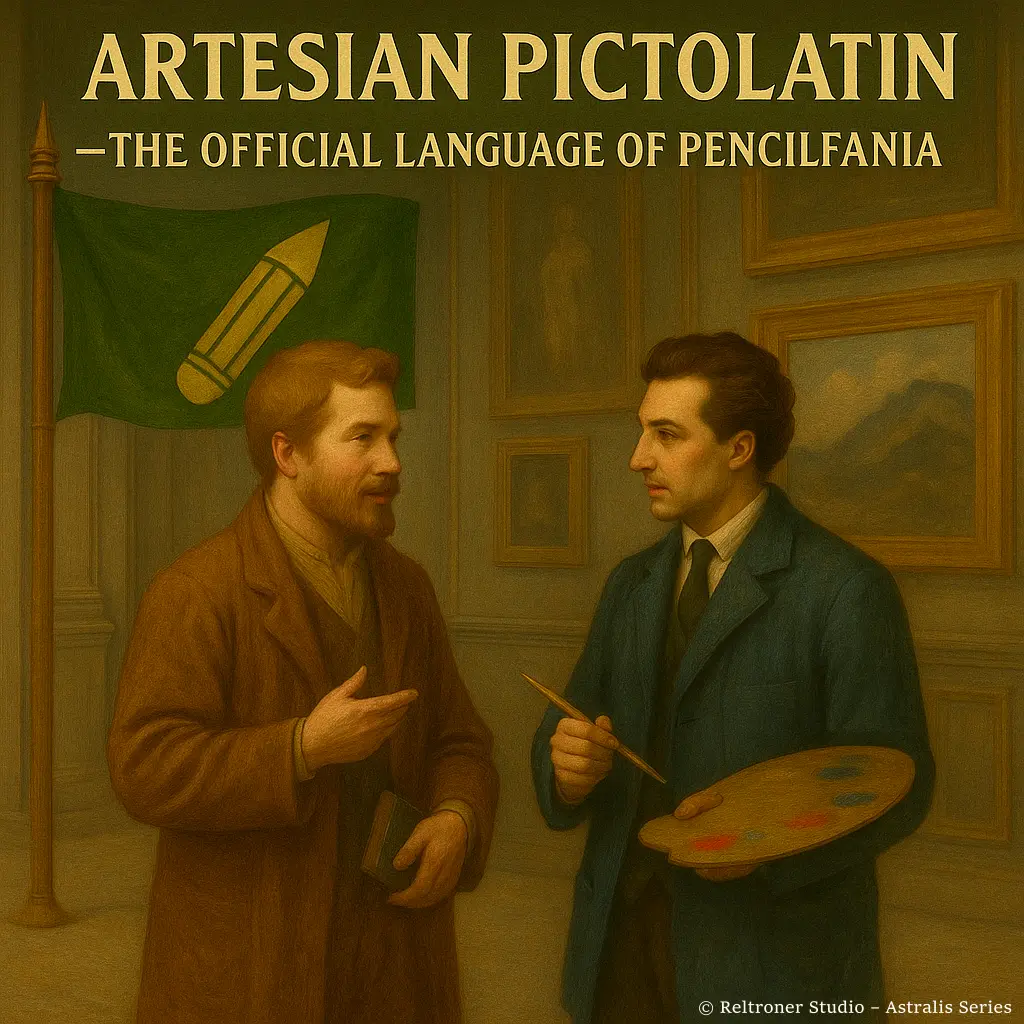 ARTESIAN PICTOLATIN
—THE OFFICIAL LANGUAGE OF PENCILFANIA
© Reltroner Studio – Astralis Series